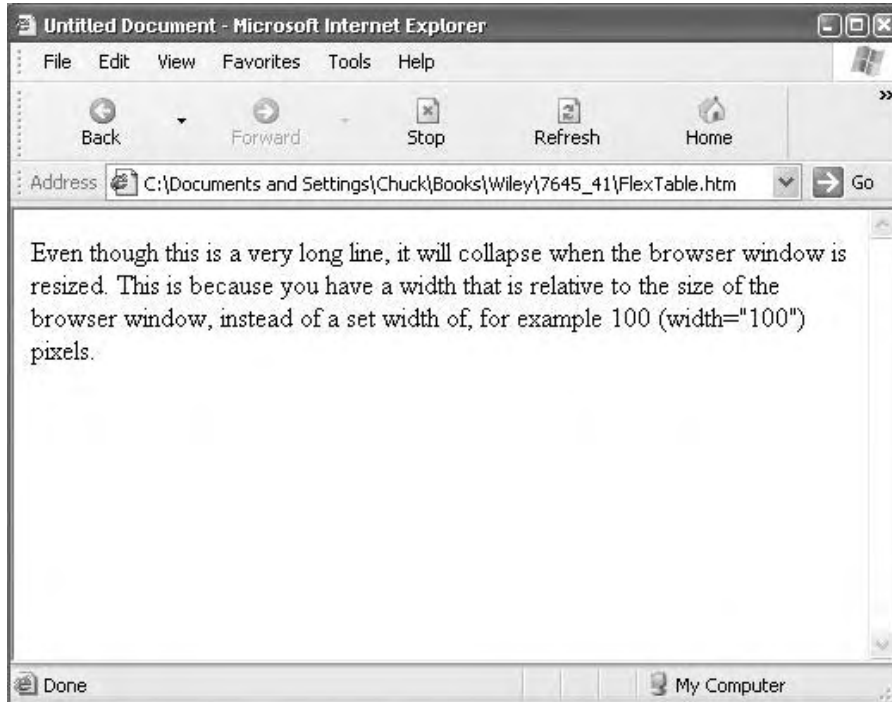 Untitled Document - Microsoft Internet Explorer
File Edit View Favorites Tools Help
Back Forward Stop Refresh Home
Address C:\Documents and Settings\Chuck\Books\Wiley\7645_41\FlexTable.htm Go
Even though this is a very long line, it will collapse when the browser window is
resized. This is because you have a width that is relative to the size of the
browser window, instead of a set width of, for example 100 (width="100")
pixels.
Done My Computer